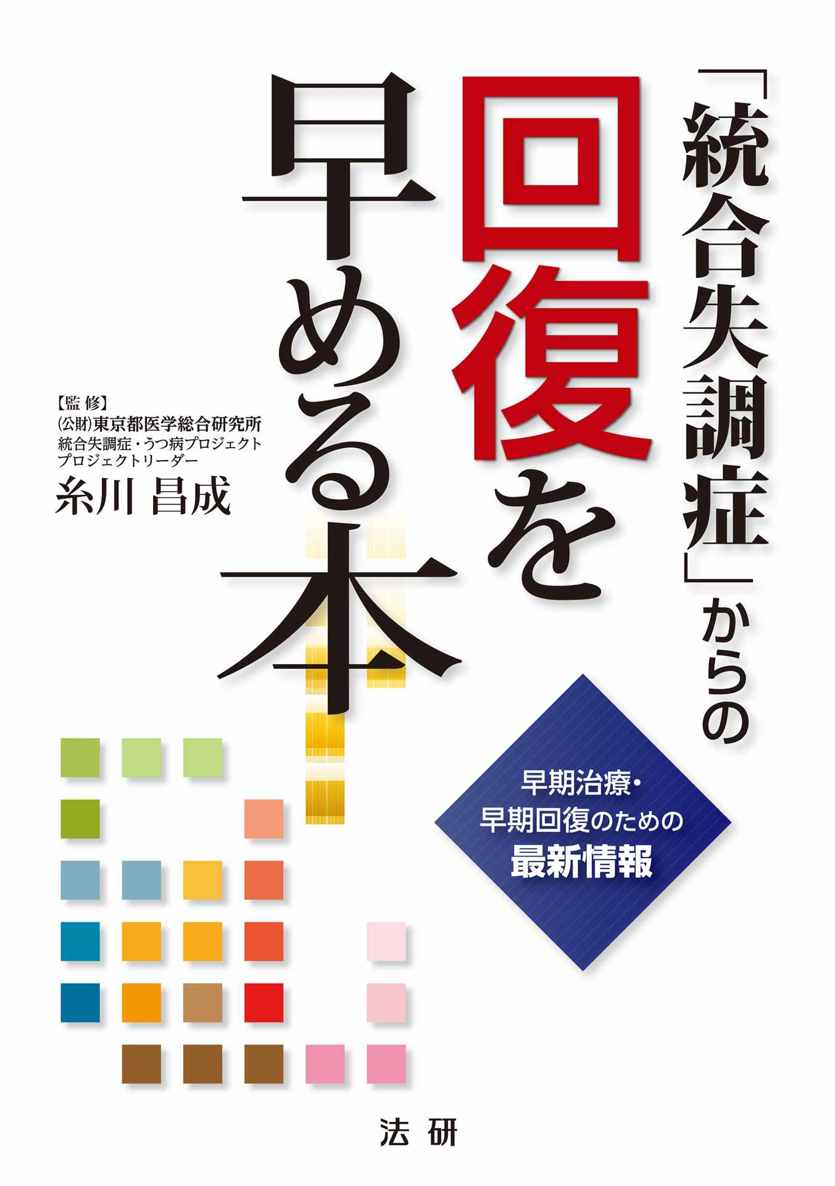 「統合失調症」からの
回復を
早める本
【監修】
(公財)東京都医学総合研究所
統合失調症・うつ病プロジェクト
プロジェクトリーダー
糸川 昌成
早期治療・
早期回復のための
最新情報
法研